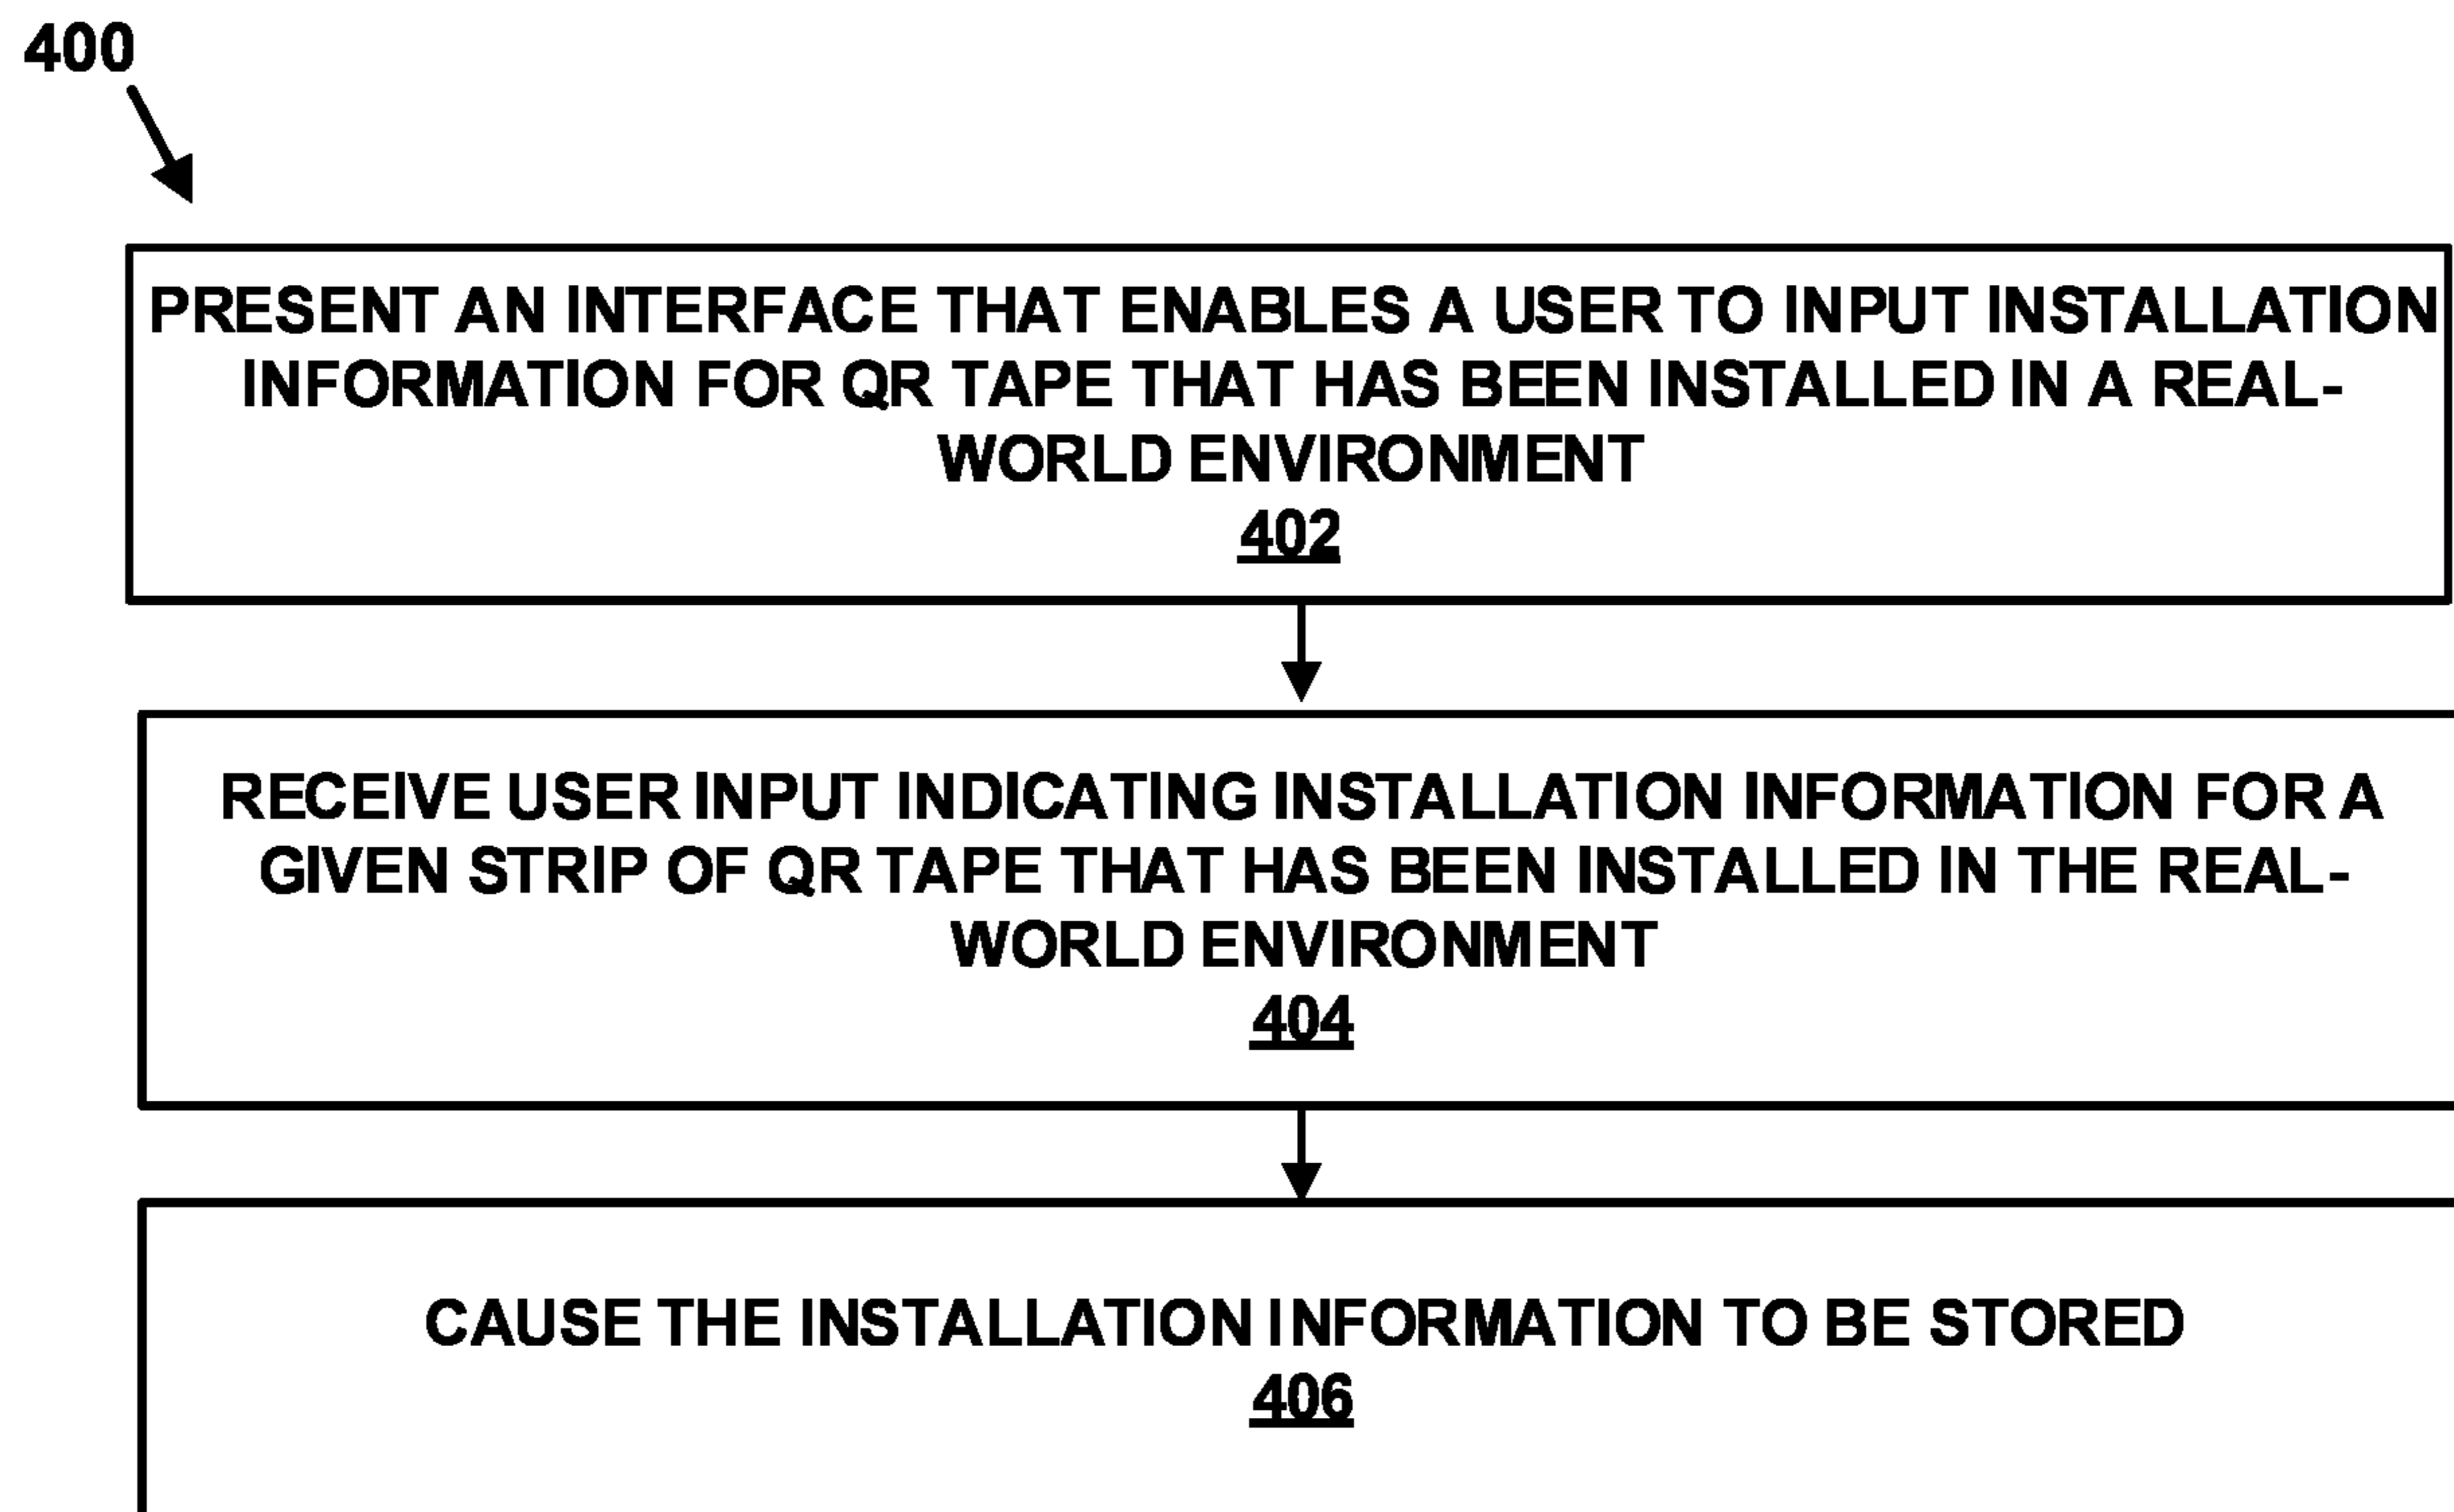 400
PRESENT AN INTERFACE THAT ENABLES A USER TO INPUT INSTALLATION
INFORMATION FOR QR TAPE THAT HAS BEEN INSTALLED IN A REAL-
WORLD ENVIRONMENT
402
RECEIVE USER INPUT INDICATING INSTALLATION INFORMATION FOR A
GIVEN STRIP OF QR TAPE THAT HAS BEEN INSTALLED IN THE REAL-
WORLD ENVIRONMENT
404
CAUSE THE INSTALLATION INFORMATION TO BE STORED
406